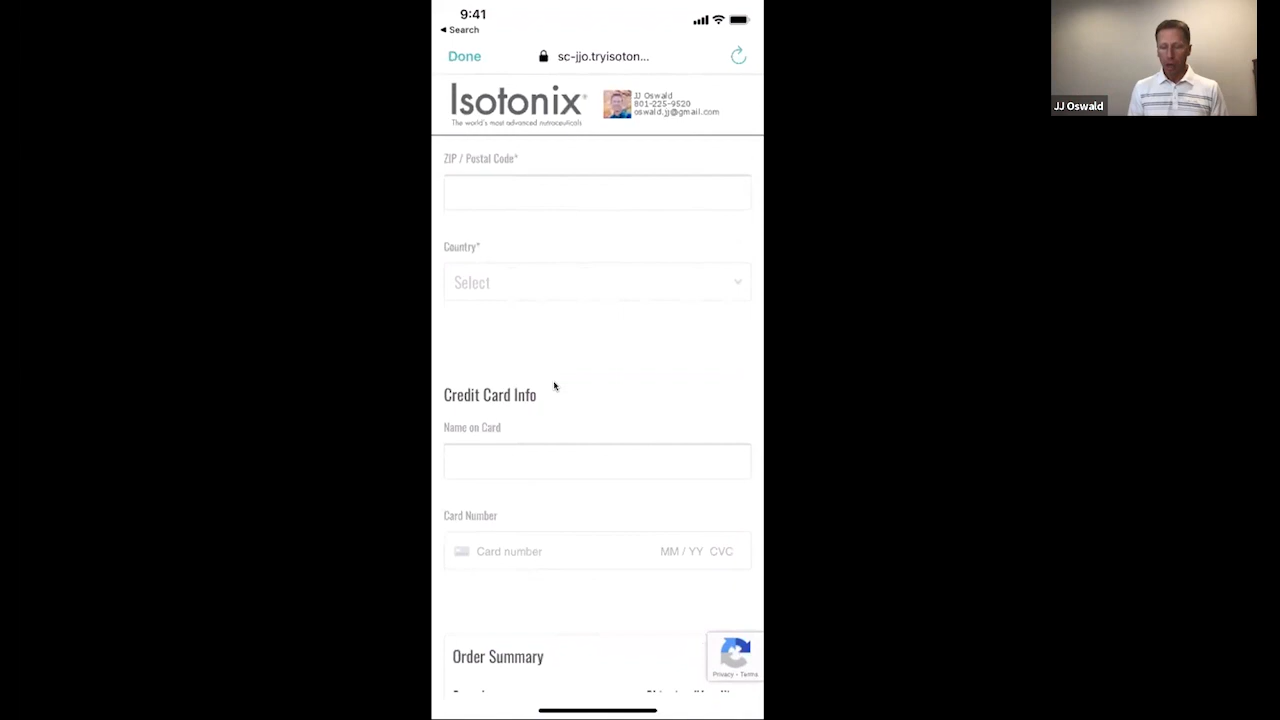 9:41
Search
Done
sc-jjo.tryisoton...
Isotonix®
The world's most advanced nutraceuticals
JJ Oswald
801-225-9520
oswald.jj@gmail.com
JJ Oswald
ZIP / Postal Code*
Country*
Select
Credit Card Info
Name on Card
Card Number
Card number
MM / YY CVC
Order Summary
Privacy - Terms